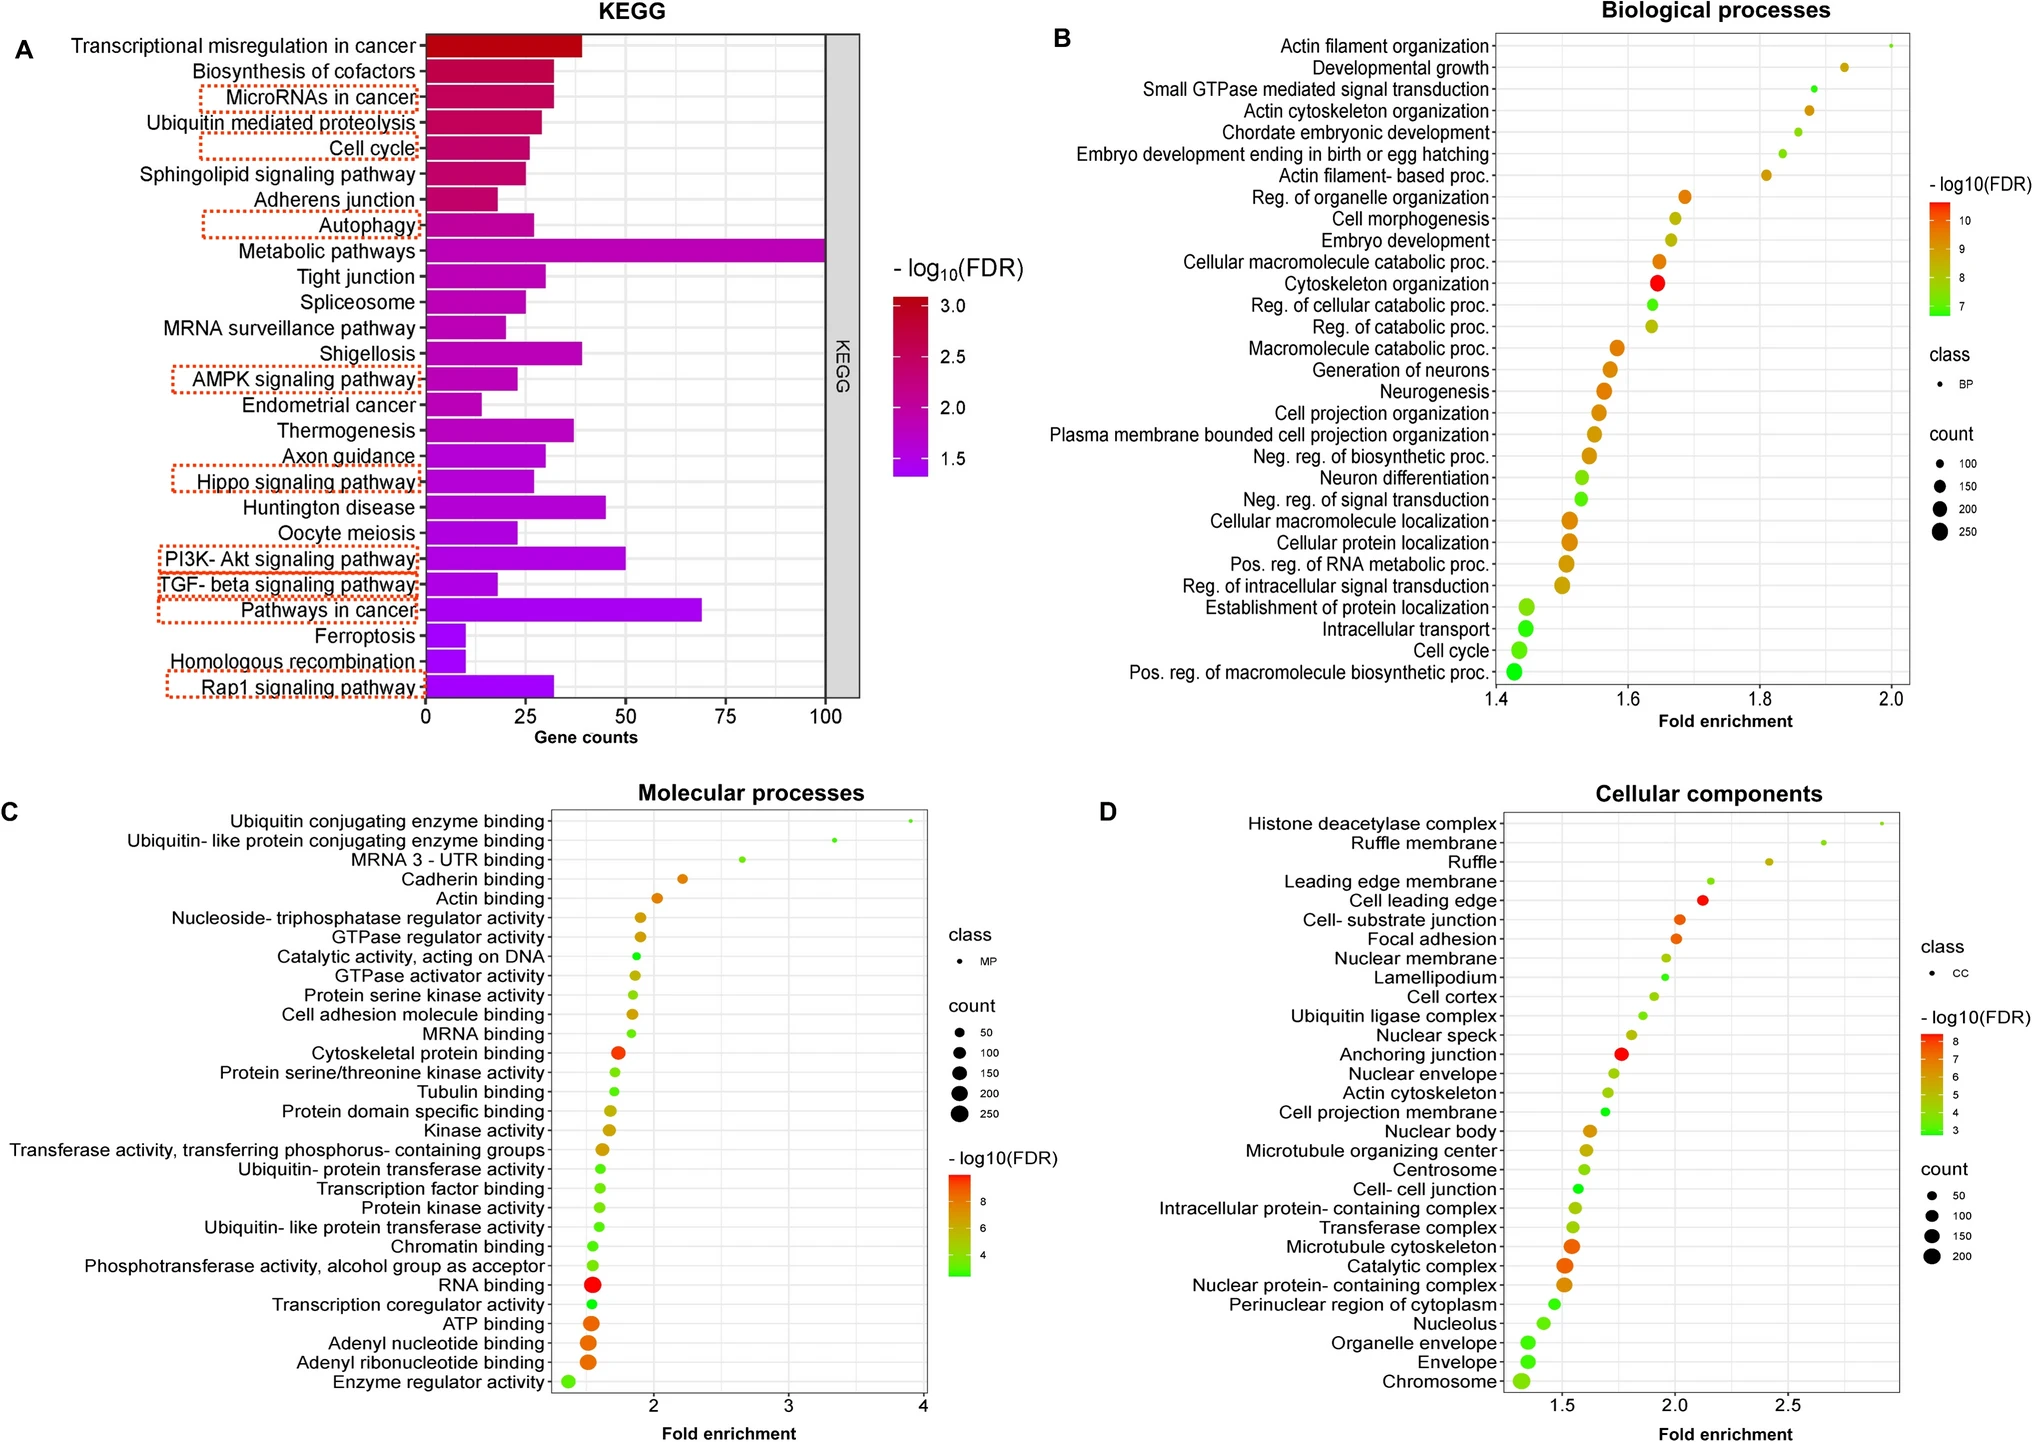 A
KEGG
Transcriptional misregulation in cancer
Biosynthesis of cofactors
MicroRNAs in cancer
Ubiquitin mediated proteolysis
Cell cycle
Sphingolipid signaling pathway
Adherens junction
Autophagy
Metabolic pathways
Tight junction
Spliceosome
MRNA surveillance pathway
Shigellosis
AMPK signaling pathway
Endometrial cancer
Thermogenesis
Axon guidance
Hippo signaling pathway
Huntington disease
Oocyte meiosis
PI3K- Akt signaling pathway
TGF- beta signaling pathway
Pathways in cancer
Ferroptosis
Homologous recombination
Rap1 signaling pathway
0 25 50 75 100
Gene counts
KEGG
- log10(FDR)
3.0
2.5
2.0
1.5
B
Biological processes
Actin filament organization
Developmental growth
Small GTPase mediated signal transduction
Actin cytoskeleton organization
Chordate embryonic development
Embryo development ending in birth or egg hatching
Actin filament- based proc.
Reg. of organelle organization
Cell morphogenesis
Embryo development
Cellular macromolecule catabolic proc.
Cytoskeleton organization
Reg. of cellular catabolic proc.
Reg. of catabolic proc.
Macromolecule catabolic proc.
Generation of neurons
Neurogenesis
Cell projection organization
Plasma membrane bounded cell projection organization
Neg. reg. of biosynthetic proc.
Neuron differentiation
Neg. reg. of signal transduction
Cellular macromolecule localization
Cellular protein localization
Pos. reg. of RNA metabolic proc.
Reg. of intracellular signal transduction
Establishment of protein localization
Intracellular transport
Cell cycle
Pos. reg. of macromolecule biosynthetic proc.
1.4 1.6 1.8 2.0
Fold enrichment
- log10(FDR)
10
9
8
7
class
BP
count
100
150
200
250
C
Molecular processes
Ubiquitin conjugating enzyme binding
Ubiquitin- like protein conjugating enzyme binding
MRNA 3 - UTR binding
Cadherin binding
Actin binding
Nucleoside- triphosphatase regulator activity
GTPase regulator activity
Catalytic activity, acting on DNA
GTPase activator activity
Protein serine kinase activity
Cell adhesion molecule binding
MRNA binding
Cytoskeletal protein binding
Protein serine/threonine kinase activity
Tubulin binding
Protein domain specific binding
Kinase activity
Transferase activity, transferring phosphorus- containing groups
Ubiquitin- protein transferase activity
Transcription factor binding
Protein kinase activity
Ubiquitin- like protein transferase activity
Chromatin binding
Phosphotransferase activity, alcohol group as acceptor
RNA binding
Transcription coregulator activity
ATP binding
Adenyl nucleotide binding
Adenyl ribonucleotide binding
Enzyme regulator activity
2 3 4
Fold enrichment
class
MP
count
50
100
150
200
250
- log10(FDR)
8
6
4
D
Cellular components
Histone deacetylase complex
Ruffle membrane
Ruffle
Leading edge membrane
Cell leading edge
Cell- substrate junction
Focal adhesion
Nuclear membrane
Lamellipodium
Cell cortex
Ubiquitin ligase complex
Nuclear speck
Anchoring junction
Nuclear envelope
Actin cytoskeleton
Cell projection membrane
Nuclear body
Microtubule organizing center
Centrosome
Cell- cell junction
Intracellular protein- containing complex
Transferase complex
Microtubule cytoskeleton
Catalytic complex
Nuclear protein- containing complex
Perinuclear region of cytoplasm
Nucleolus
Organelle envelope
Envelope
Chromosome
1.5 2.0 2.5
Fold enrichment
class
CC
- log10(FDR)
8
7
6
5
4
3
count
50
100
150
200